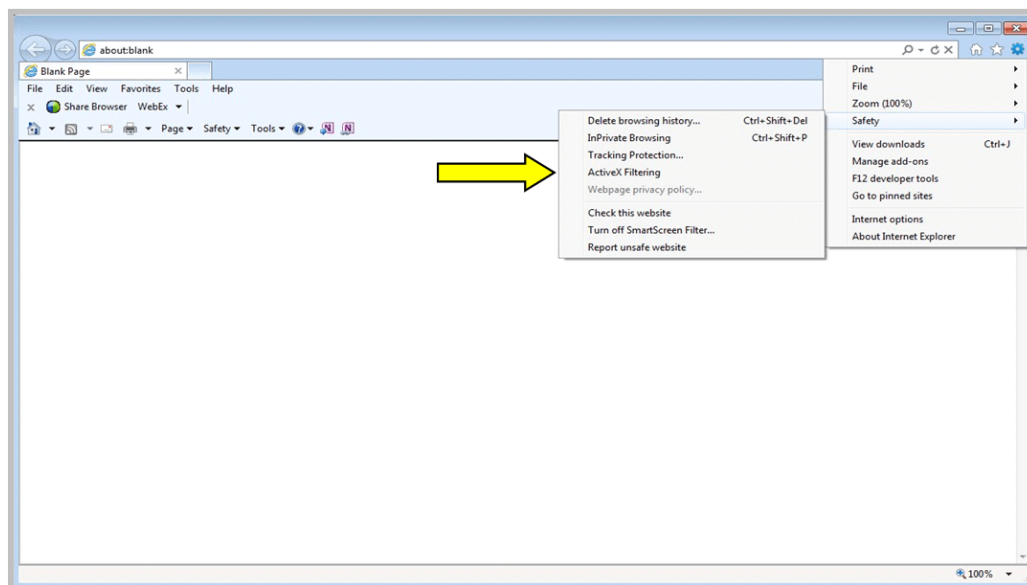 about:blank
Blank Page
File Edit View Favorites Tools Help
Share Browser WebEx
Page Safety Tools
Print
File
Zoom (100%)
Safety
View downloads Ctrl+J
Manage add-ons
F12 developer tools
Go to pinned sites
Internet options
About Internet Explorer
Delete browsing history... Ctrl+Shift+Del
InPrivate Browsing Ctrl+Shift+P
Tracking Protection...
ActiveX Filtering
Webpage privacy policy...
Check this website
Turn off SmartScreen Filter...
Report unsafe website
100%